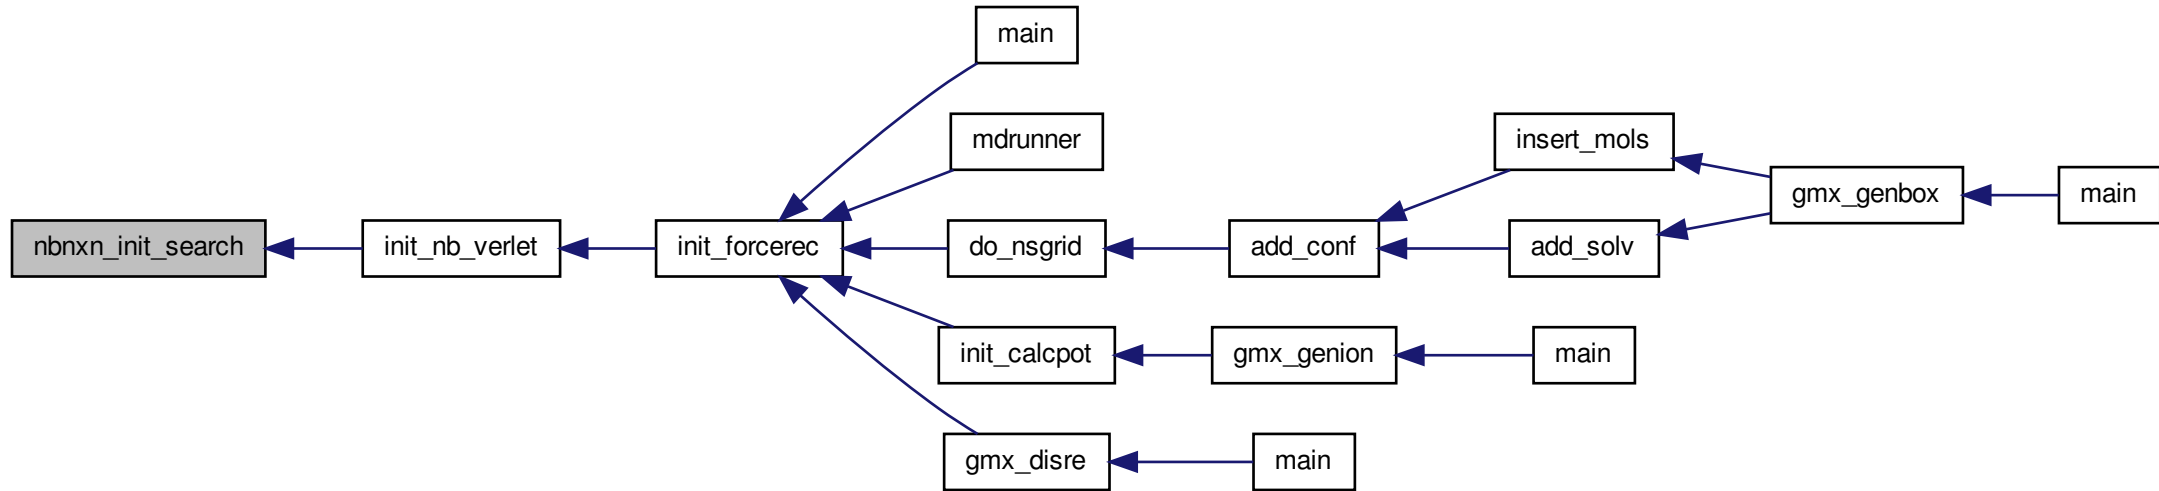 main
mdrunner
insert_mols
gmx_genbox
main
nbnxn_init_search
init_nb_verlet
init_forcerec
do_nsgrid
add_conf
add_solv
init_calcpot
gmx_genion
main
gmx_disre
main